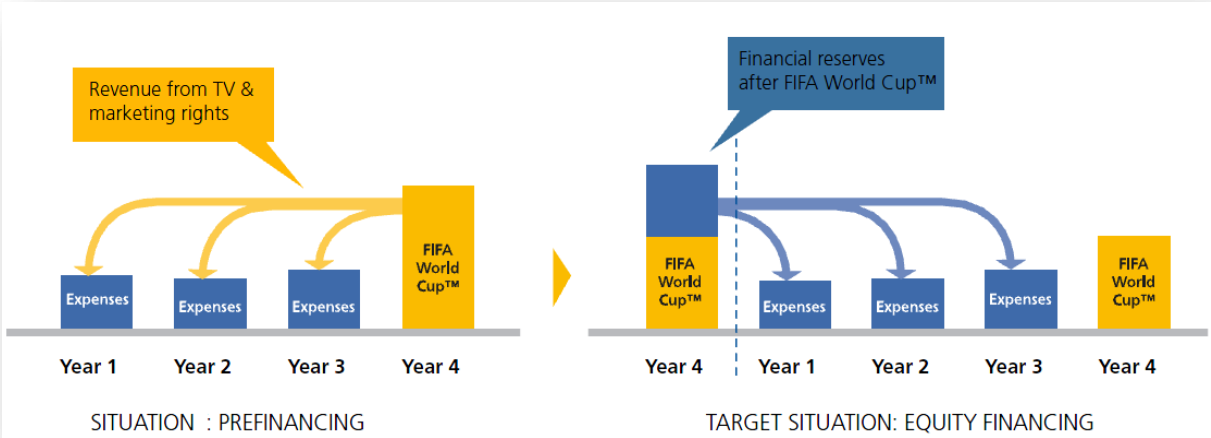 Revenue from TV &
marketing rights
FIFA
World
Cup™
Expenses
Expenses
Expenses
Year 1
Year 2
Year 3
Year 4
SITUATION : PREFINANCING
Financial reserves
after FIFA World Cup™
FIFA
World
Cup™
Expenses
Expenses
Expenses
FIFA
World
Cup™
Year 4
Year 1
Year 2
Year 3
Year 4
TARGET SITUATION: EQUITY FINANCING